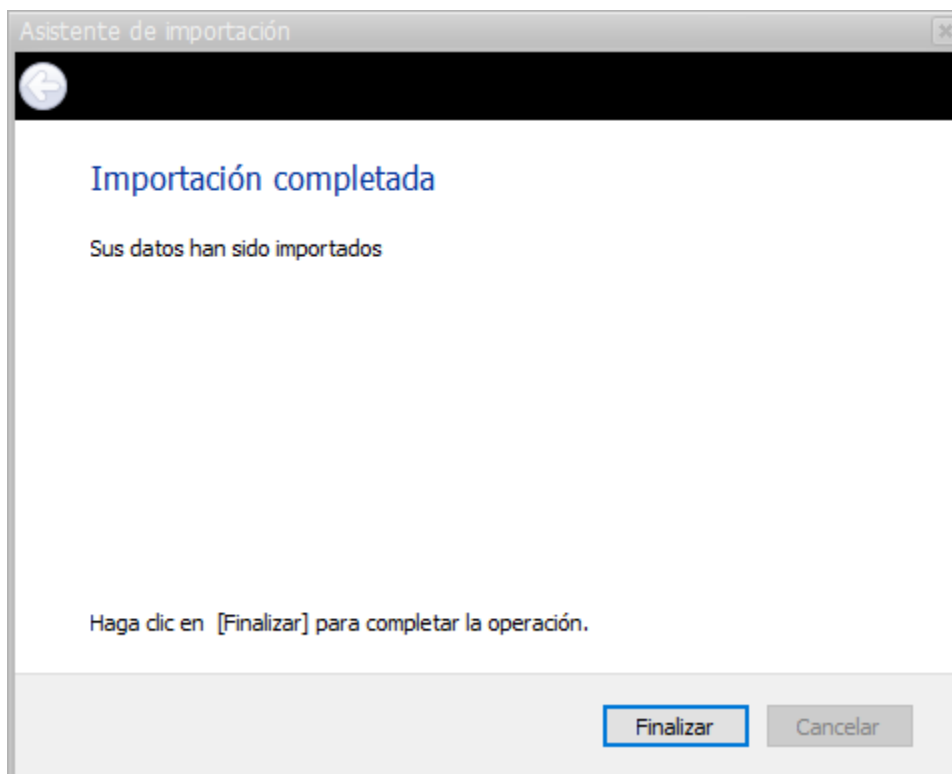 Asistente de importación
Importación completada
Sus datos han sido importados
Haga clic en  [Finalizar] para completar la operación.
Finalizar
Cancelar